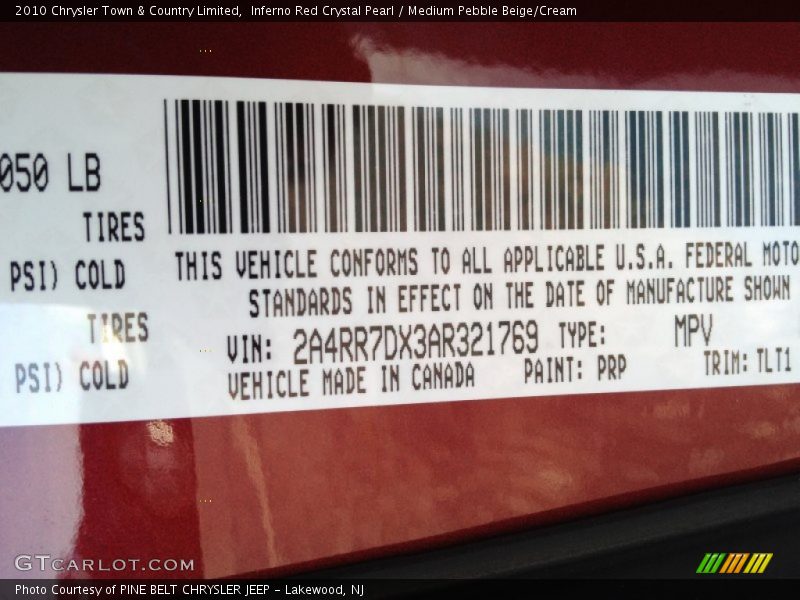 2010 Chrysler Town & Country Limited,  Inferno Red Crystal Pearl / Medium Pebble Beige/Cream
050 LB
TIRES
PSI) COLD
TIRES
PSI) COLD
THIS VEHICLE CONFORMS TO ALL APPLICABLE U.S.A. FEDERAL MOTO
STANDARDS IN EFFECT ON THE DATE OF MANUFACTURE SHOWN
VIN: 2A4RR7DX3AR321769 TYPE: MPV
VEHICLE MADE IN CANADA PAINT: PRP TRIM: TLT1
GTCARLOT.COM
Photo Courtesy of PINE BELT CHRYSLER JEEP - Lakewood, NJ